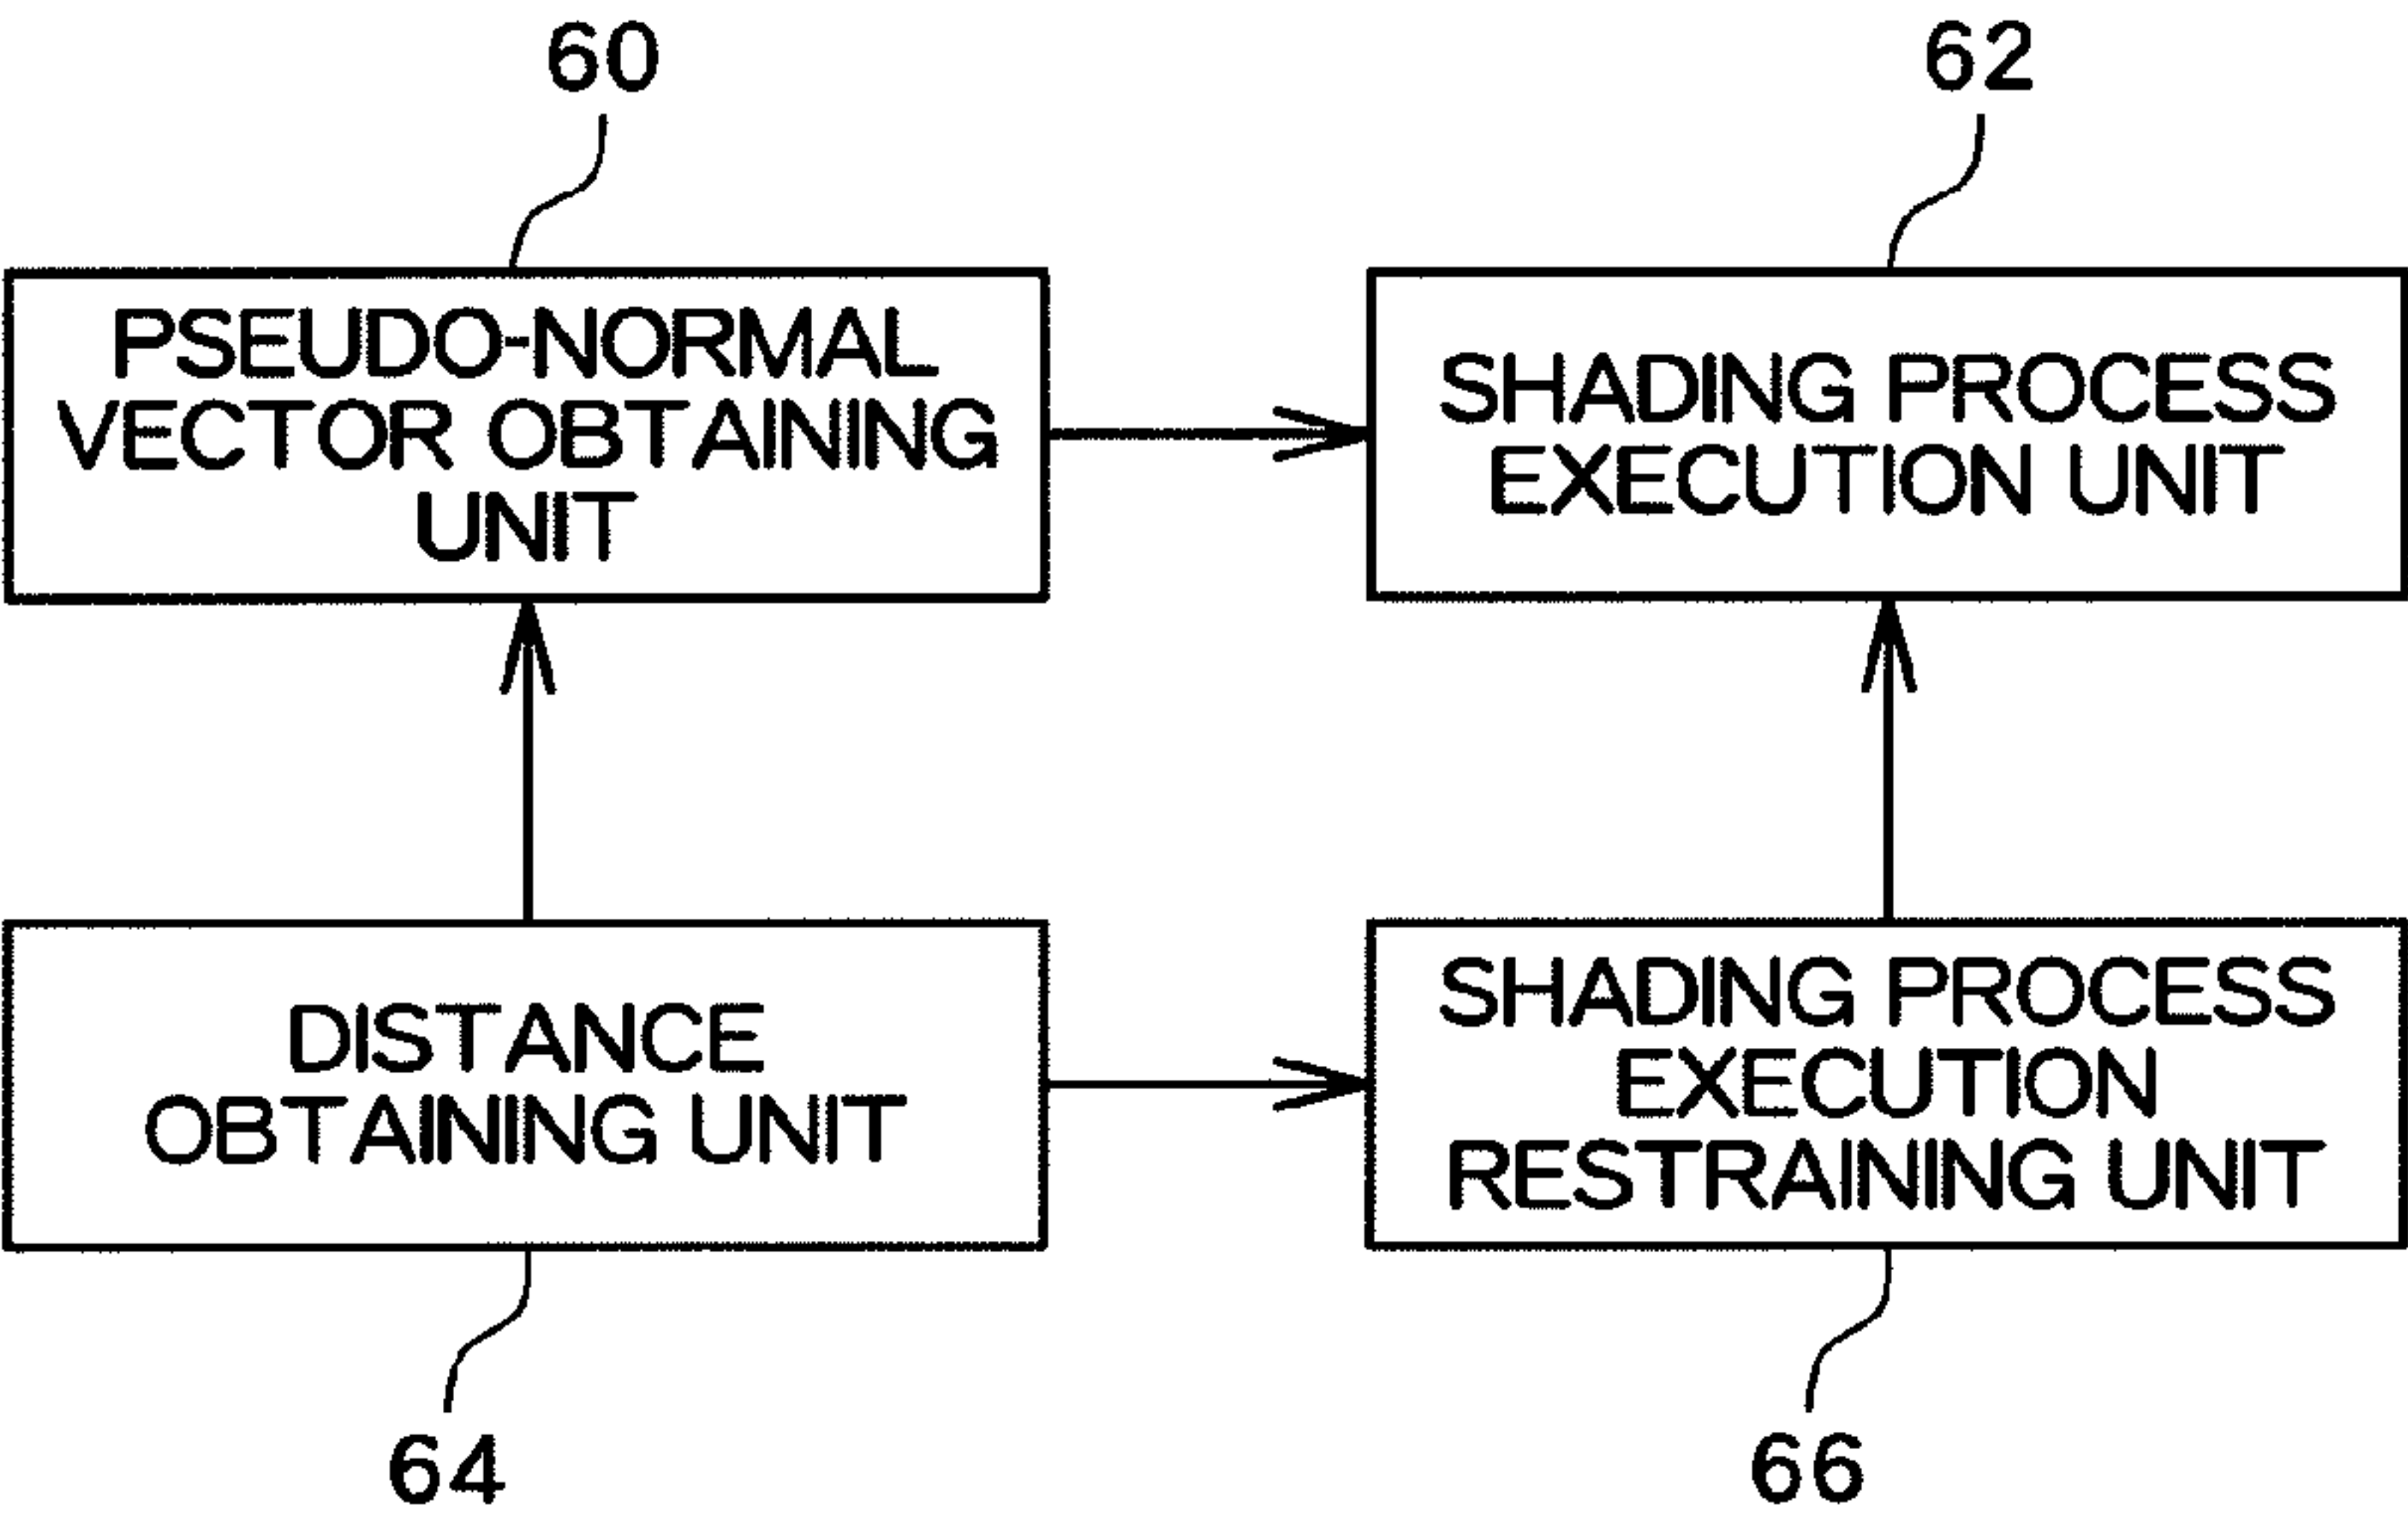 60
62
PSEUDO-NORMAL
VECTOR OBTAINING
UNIT
SHADING PROCESS
EXECUTION UNIT
DISTANCE
OBTAINING UNIT
SHADING PROCESS
EXECUTION
RESTRAINING UNIT
64
66